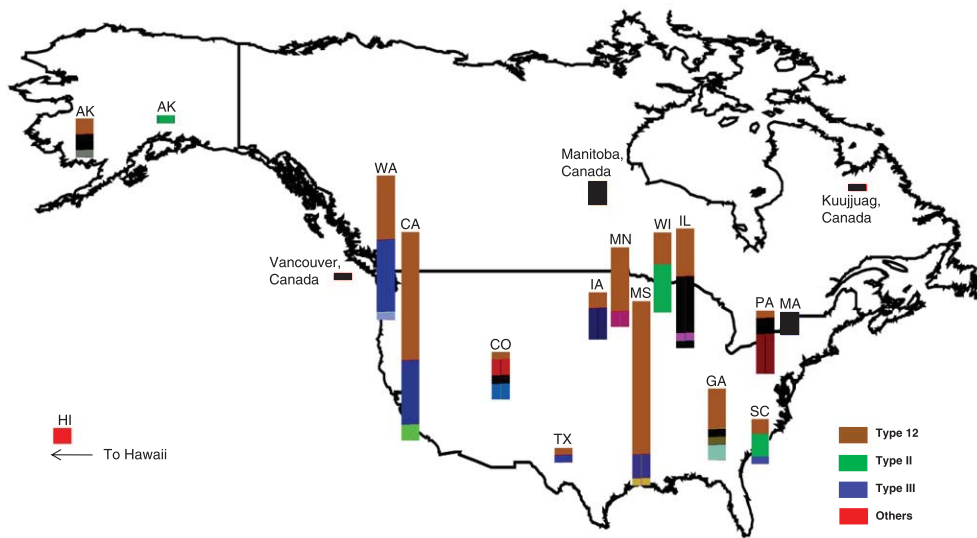 AK
AK
WA
CA
Manitoba,
Canada
Kuujjuag,
Canada
Vancouver,
Canada
WI
IL
MN
IA
MS
PA
MA
CO
GA
SC
TX
HI
To Hawaii
Type 12
Type II
Type III
Others